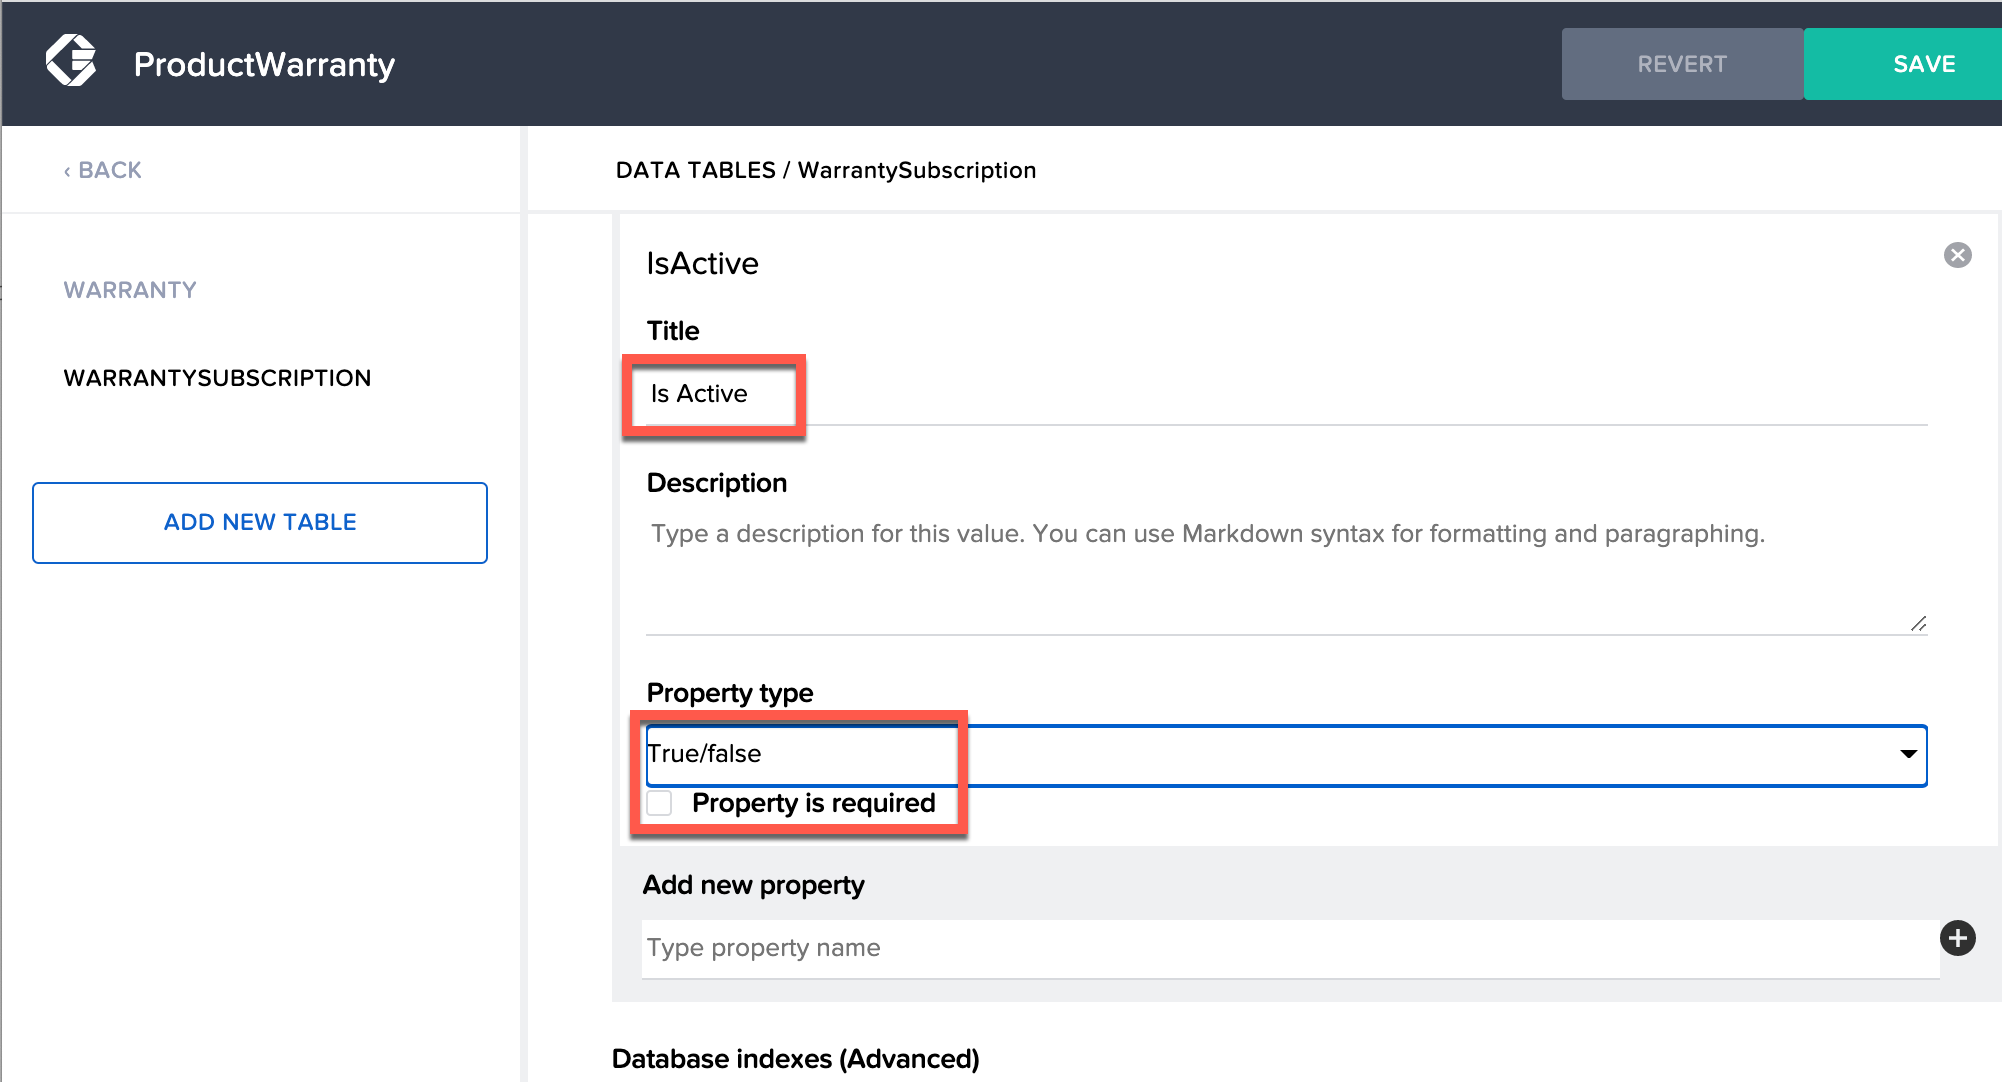 ProductWarranty
REVERT
SAVE
‹ BACK
DATA TABLES / WarrantySubscription
WARRANTY
WARRANTYSUBSCRIPTION
ADD NEW TABLE
IsActive
Title
Is Active
Description
Type a description for this value. You can use Markdown syntax for formatting and paragraphing.
Property type
True/false
Property is required
Add new property
Type property name
Database indexes (Advanced)